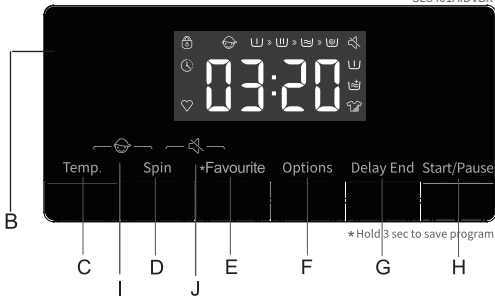 03:20
B
Temp. Spin *Favourite Options Delay End Start/Pause
* Hold 3 sec to save program
C D E F G H
I J